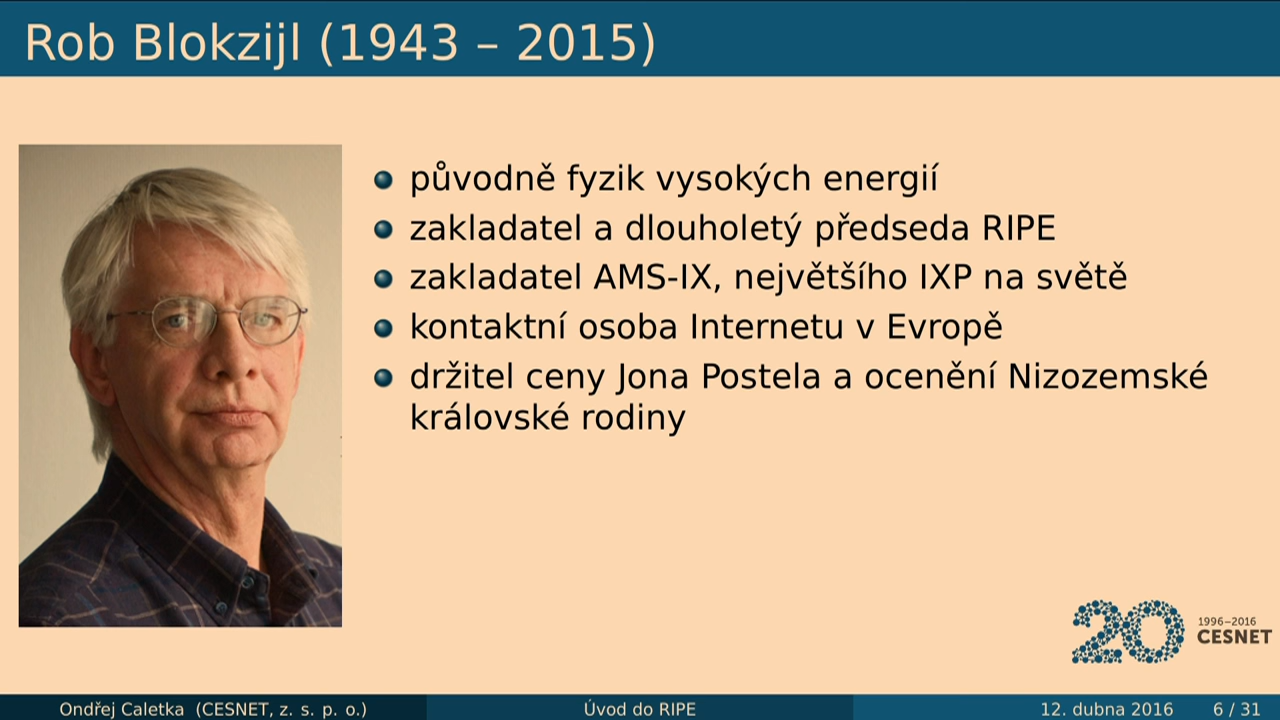 Rob Blokzijl (1943 – 2015)
původně fyzik vysokých energií
zakladatel a dlouholetý předseda RIPE
zakladatel AMS-IX, největšího IXP na světě
kontaktní osoba Internetu v Evropě
držitel ceny Jona Postela a ocenění Nizozemské
královské rodiny
20 1996–2016
CESNET
Ondřej Caletka (CESNET, z. s. p. o.) Úvod do RIPE 12. dubna 2016 6 / 31